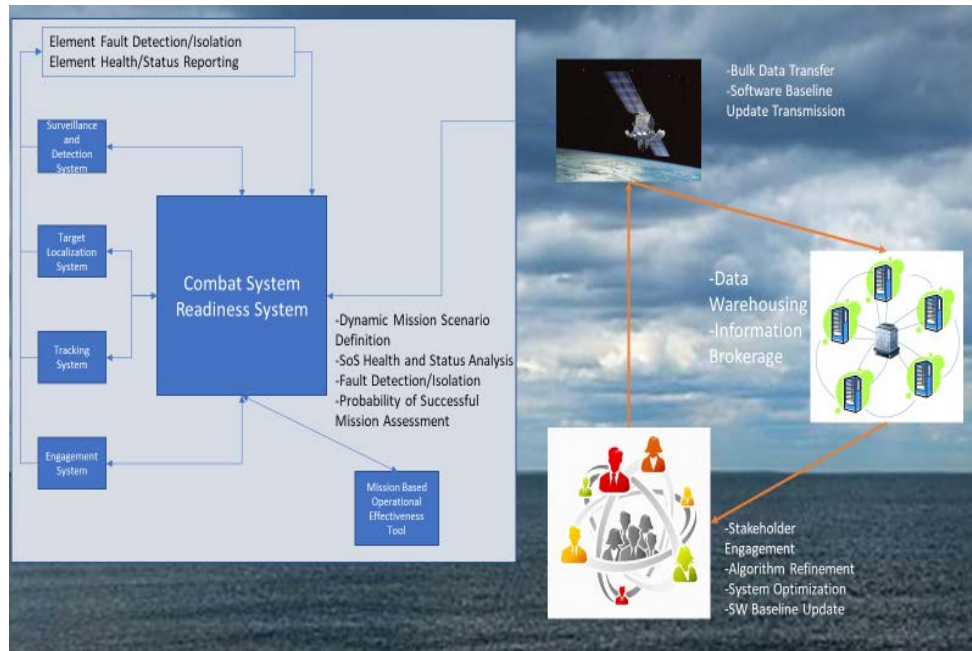 Element Fault Detection/Isolation
Element Health/Status Reporting
Surveillance
and
Detection
System
Target
Localization
System
Tracking
System
Engagement
System
Combat System
Readiness System
-Dynamic Mission Scenario
Definition
-SoS Health and Status Analysis
-Fault Detection/Isolation
-Probability of Successful
Mission Assessment
Mission Based
Operational
Effectiveness
Tool
-Bulk Data Transfer
-Software Baseline
Update Transmission
-Data
Warehousing
-Information
Brokerage
-Stakeholder
Engagement
-Algorithm Refinement
-System Optimization
-SW Baseline Update